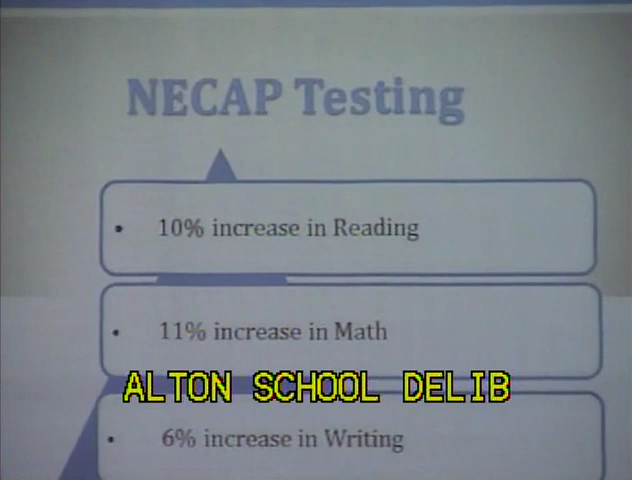 NECAP Testing
• 10% increase in Reading
• 11% increase in Math
ALTON SCHOOL DELIB
• 6% increase in Writing